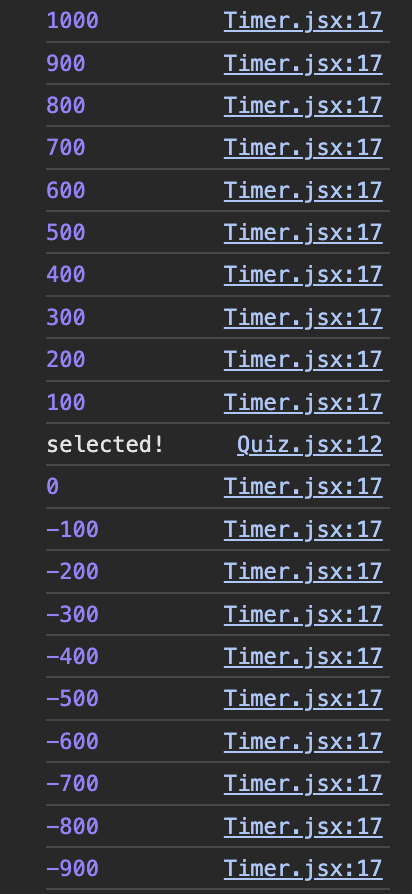 1000 Timer.jsx:17
900 Timer.jsx:17
800 Timer.jsx:17
700 Timer.jsx:17
600 Timer.jsx:17
500 Timer.jsx:17
400 Timer.jsx:17
300 Timer.jsx:17
200 Timer.jsx:17
100 Timer.jsx:17
selected! Quiz.jsx:12
0 Timer.jsx:17
-100 Timer.jsx:17
-200 Timer.jsx:17
-300 Timer.jsx:17
-400 Timer.jsx:17
-500 Timer.jsx:17
-600 Timer.jsx:17
-700 Timer.jsx:17
-800 Timer.jsx:17
-900 Timer.jsx:17